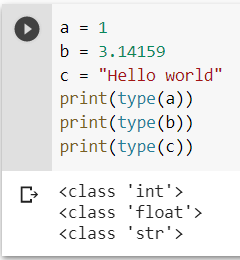 a = 1
b = 3.14159
c = "Hello world"
print(type(a))
print(type(b))
print(type(c))
<class 'int'>
<class 'float'>
<class 'str'>